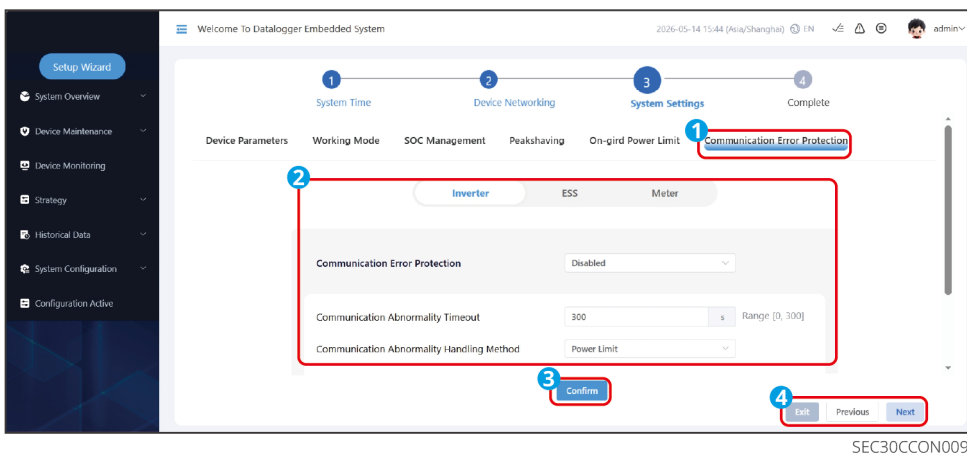 Welcome To Datalogger Embedded System
2026-05-14 15:44 (Asia/Shanghai) EN
admin
Setup Wizard
System Overview
Device Maintenance
Device Monitoring
Strategy
Historical Data
System Configuration
Configuration Active
1 2 3 4
System Time Device Networking System Settings Complete
1
Device Parameters Working Mode SOC Management Peakshaving On-gird Power Limit Communication Error Protection
2
Inverter ESS Meter
Communication Error Protection Disabled
Communication Abnormality Timeout 300 s Range [0, 300]
Communication Abnormality Handling Method Power Limit
3
Confirm
4
Exit Previous Next
SEC30CCON009